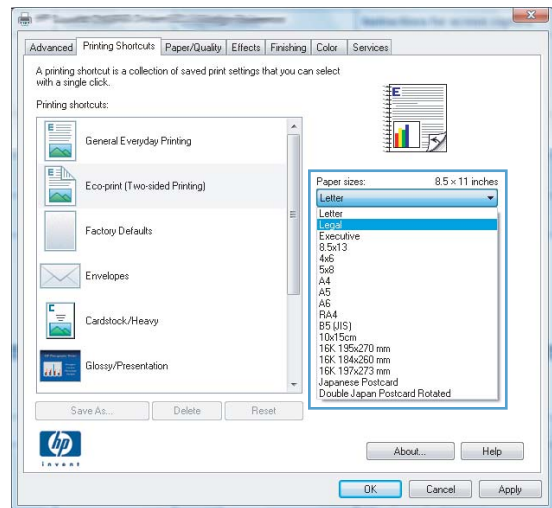 Advanced Printing Shortcuts Paper/Quality Effects Finishing Color Services
A printing shortcut is a collection of saved print settings that you can select
with a single click.
Printing shortcuts:
General Everyday Printing
Eco-print (Two-sided Printing)
Factory Defaults
Envelopes
Cardstock/Heavy
Glossy/Presentation
Paper sizes: 8.5 × 11 inches
Letter
Letter
Legal
Executive
8.5x13
4x6
5x8
A4
A5
A6
RA4
B5 (JIS)
10x15cm
16K 195x270 mm
16K 184x260 mm
16K 197x273 mm
Japanese Postcard
Double Japan Postcard Rotated
Save As... Delete Reset
hp
invent
About... Help
OK Cancel Apply